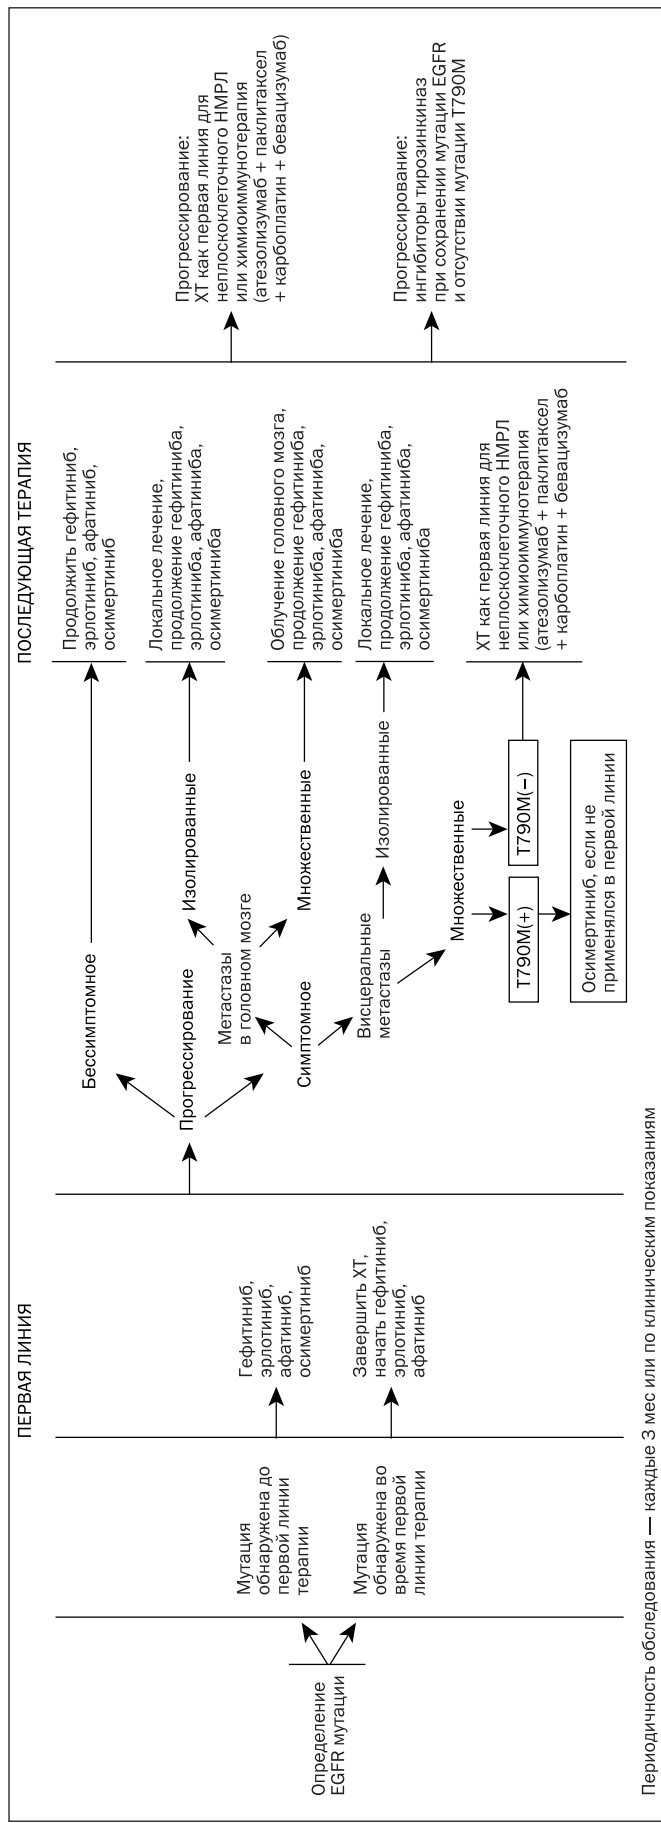 ПЕРВАЯ ЛИНИЯ
ПОСЛЕДУЮЩАЯ ТЕРАПИЯ
Определение
EGFR мутации
Мутация
обнаружена до
первой линии
терапии
Мутация
обнаружена во
время первой
линии терапии
Гефитиниб,
эрлотиниб,
афатиниб,
осимертиниб
Завершить ХТ,
начать гефитиниб,
эрлотиниб,
афатиниб
Прогрессирование
Бессимптомное
Симптомное
Метастазы
в головном мозге
Висцеральные
метастазы
Изолированные
Множественные
Изолированные
Множественные
T790M(+)
T790M(−)
Осимертиниб, если не
применялся в первой линии
Продолжить гефитиниб,
эрлотиниб, афатиниб,
осимертиниб
Локальное лечение,
продолжение гефитиниба,
эрлотиниба, афатиниба,
осимертиниба
Облучение головного мозга,
продолжение гефитиниба,
эрлотиниба, афатиниба,
осимертиниба
Локальное лечение,
продолжение гефитиниба,
эрлотиниба, афатиниба,
осимертиниба
ХТ как первая линия для
неплоскоклеточного НМРЛ
или химиоиммунотерапия
(атезолизумаб + паклитаксел
+ карбоплатин + бевацизумаб)
Прогрессирование:
ХТ как первая линия для
неплоскоклеточного НМРЛ
или химиоиммунотерапия
(атезолизумаб + паклитаксел
+ карбоплатин + бевацизумаб)
Прогрессирование:
ингибиторы тирозинкиназ
при сохранении мутации EGFR
и отсутствии мутации T790M
Периодичность обследования — каждые 3 мес или по клиническим показаниям